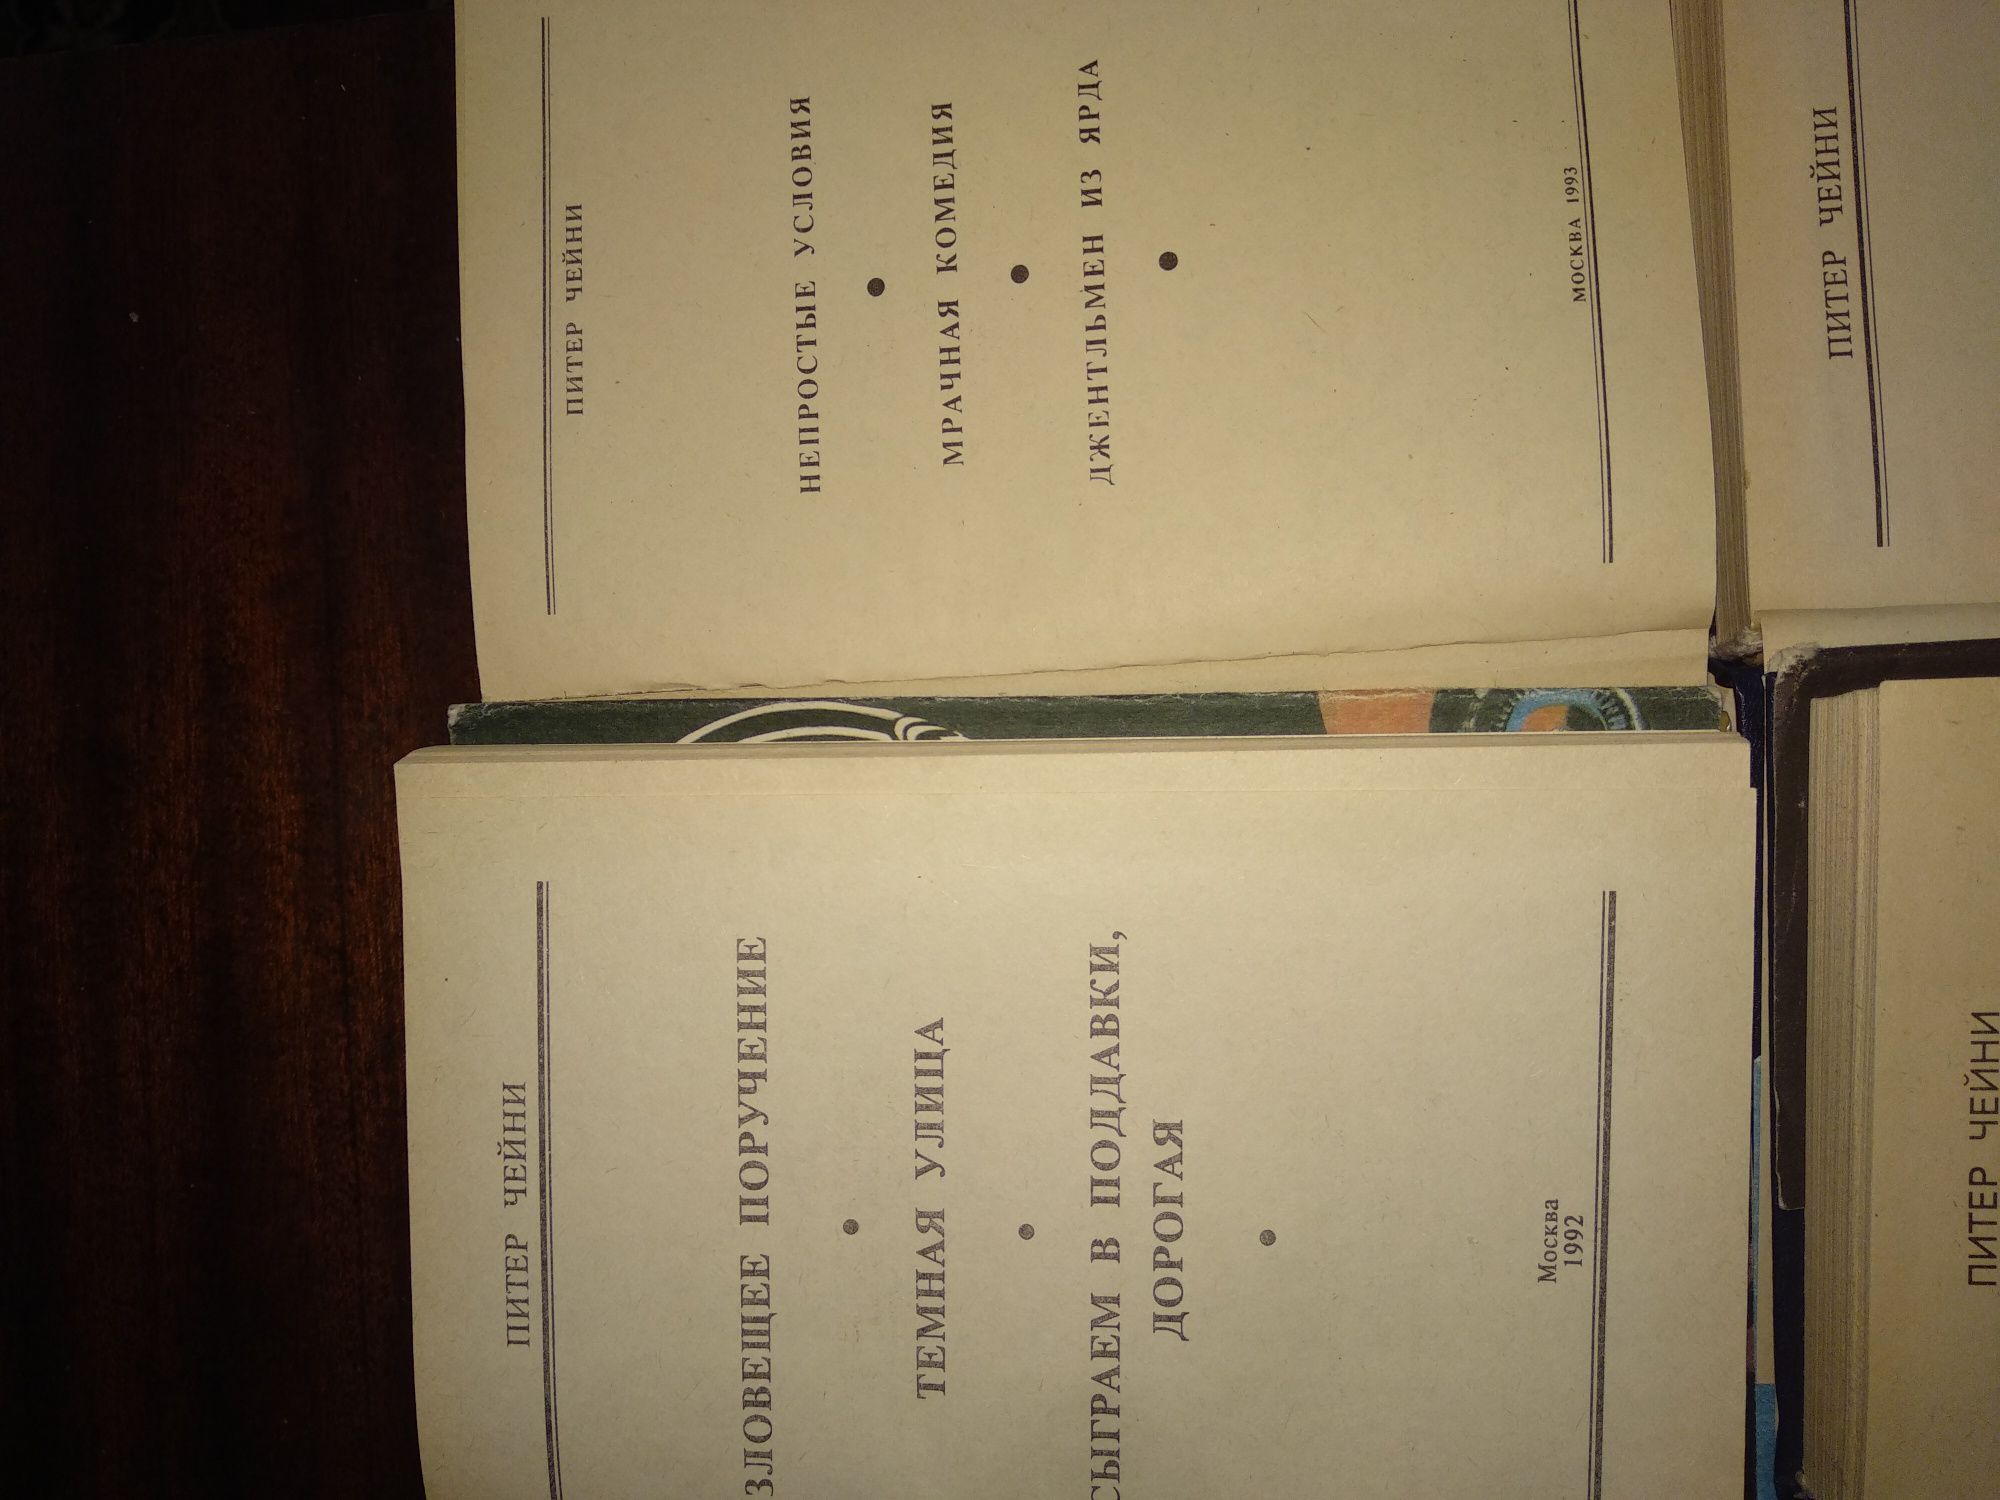 ПИТЕР ЧЕЙНИ
ЗЛОВЕЩЕЕ ПОРУЧЕНИЕ
ТЕМНАЯ УЛИЦА
СЫГРАЕМ В ПОДДАВКИ,
ДОРОГАЯ
Москва
1992
ПИТЕР ЧЕЙНИ
НЕПРОСТЫЕ УСЛОВИЯ
МРАЧНАЯ КОМЕДИЯ
ДЖЕНТЛЬМЕН ИЗ ЯРДА
МОСКВА 1993
ПИТЕР ЧЕЙНИ
ПИТЕР ЧЕЙНИ